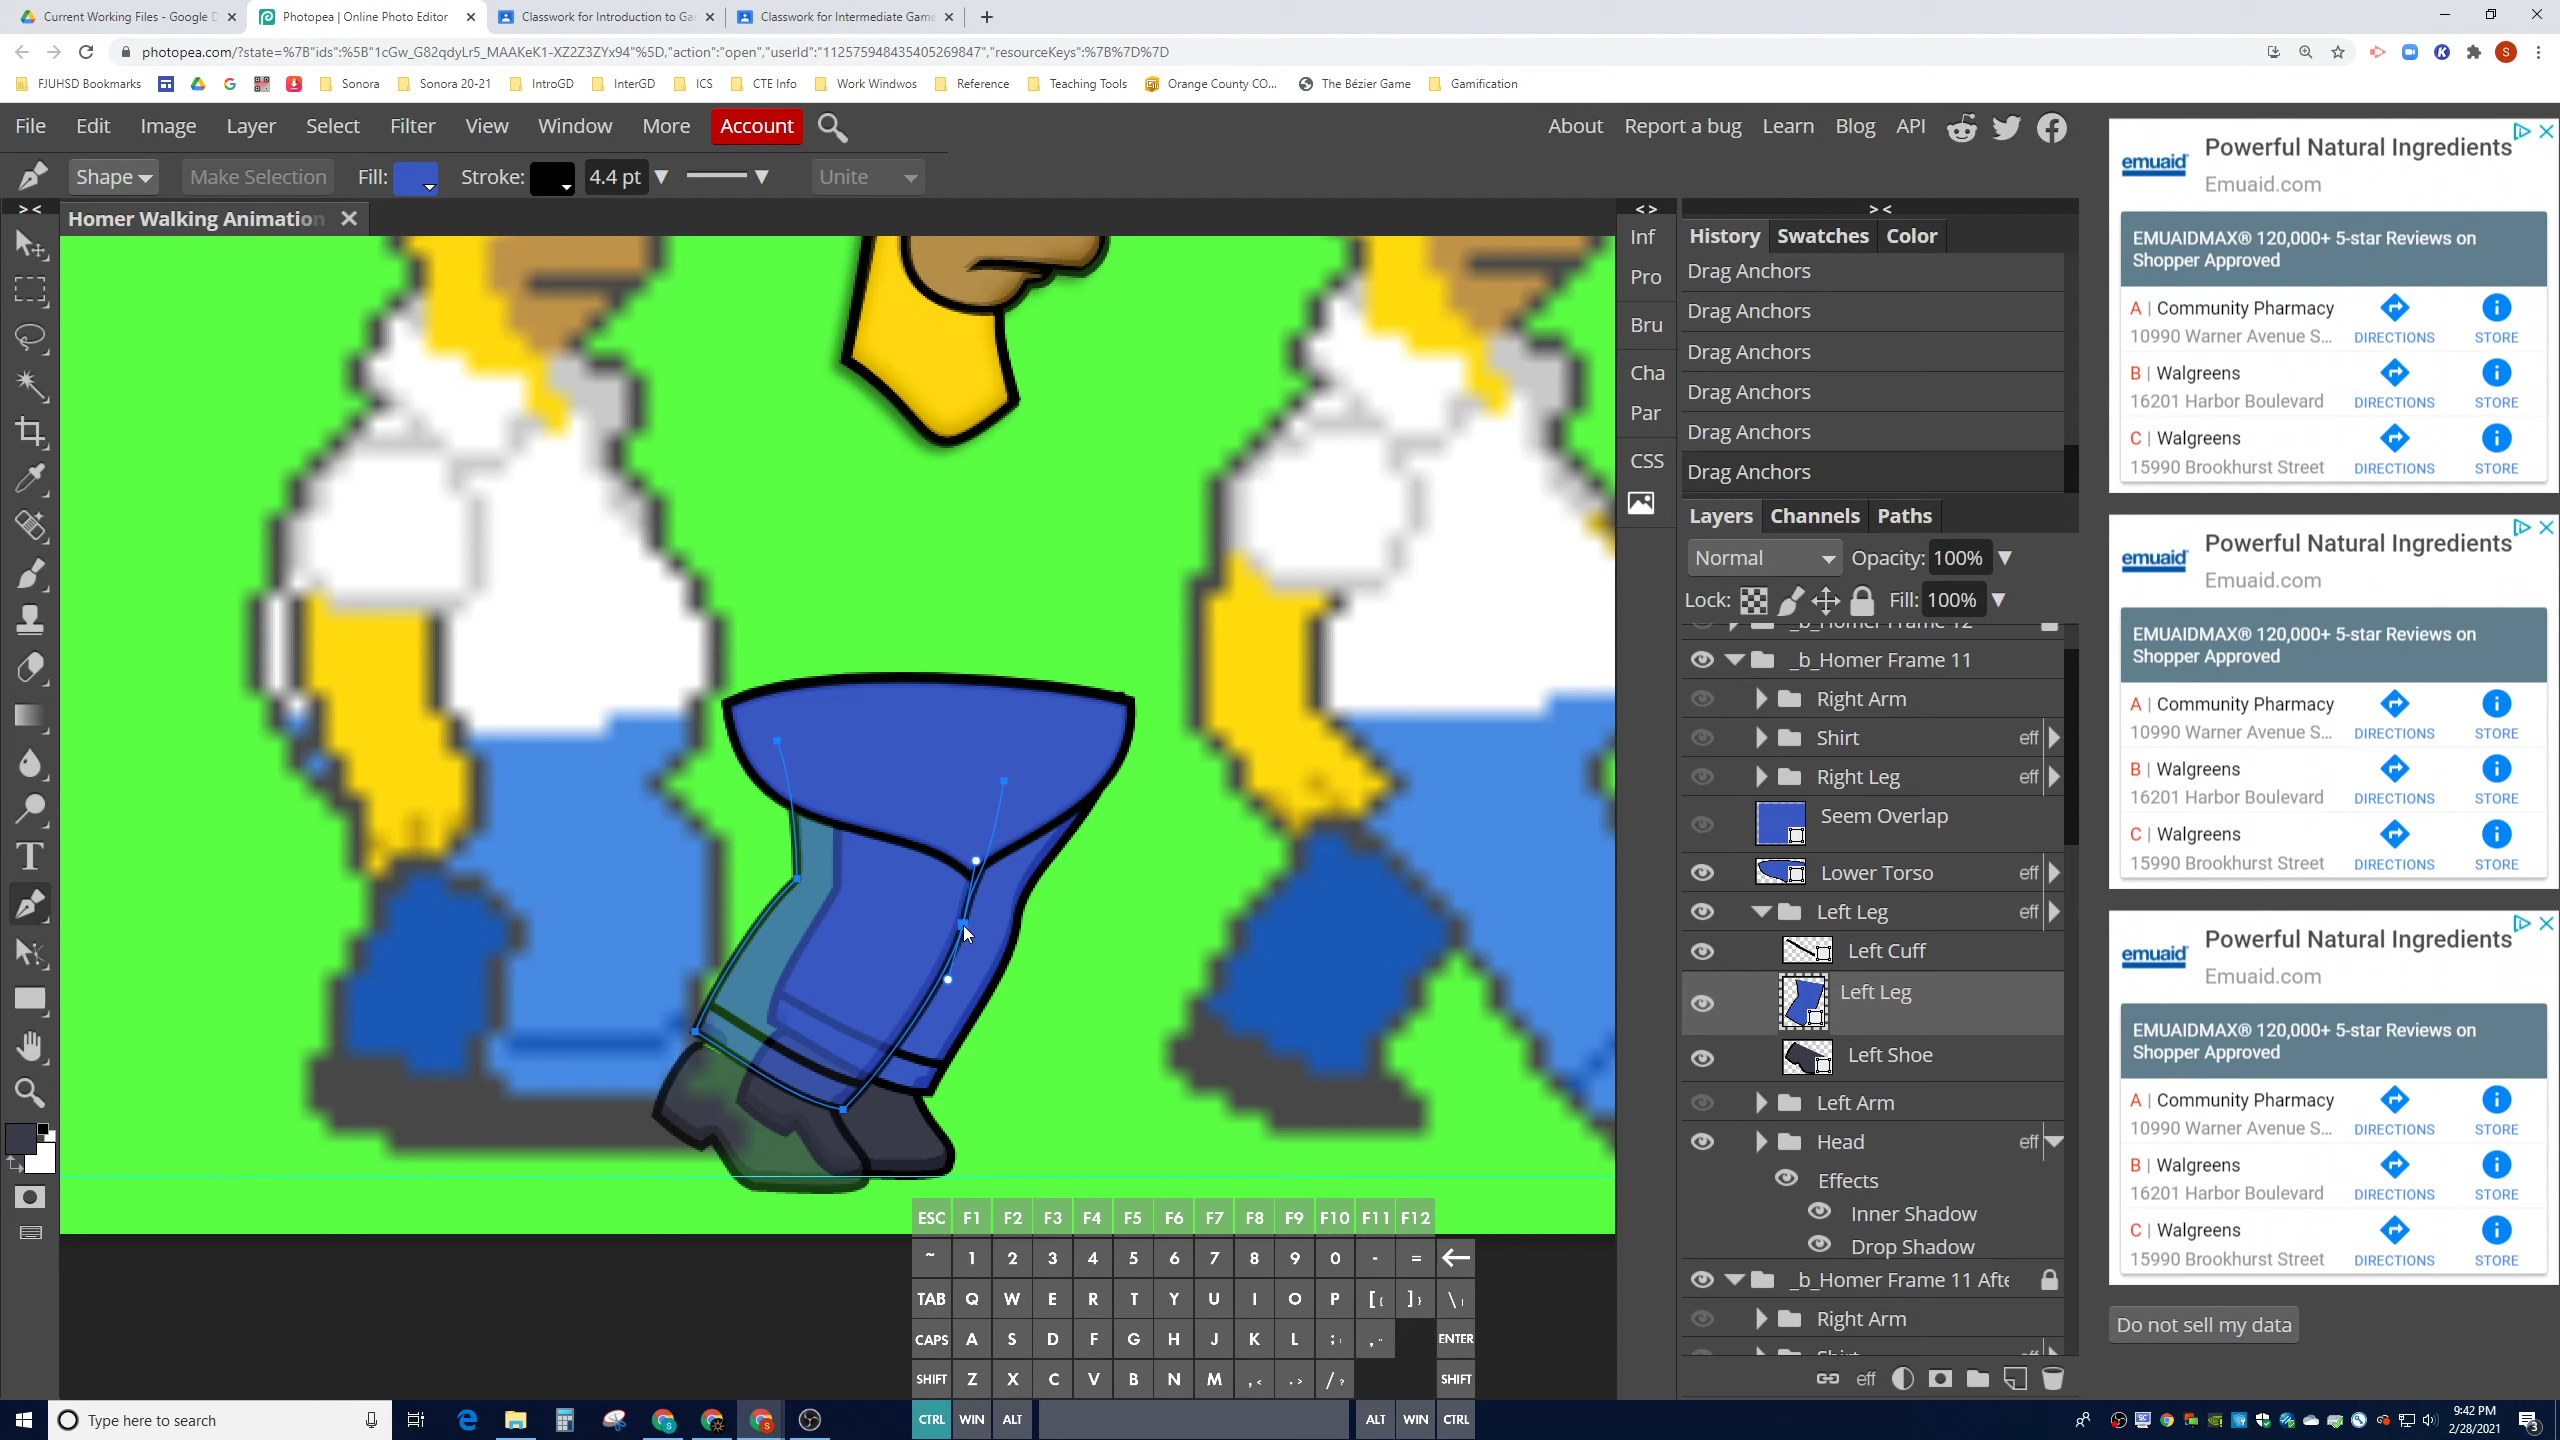 Current Working Files - Google D
Photopea | Online Photo Editor
Classwork for Introduction to Ga
Classwork for Intermediate Game
photopea.com/?state=%7B"ids":%5B"1cGw_G82qdyLr5_MAAKeK1-XZ2Z3ZYx94"%5D,"action":"open","userId":"112575948435405269847","resourceKeys":%7B%7D%7D
FJUHSD Bookmarks
Sonora
Sonora 20-21
IntroGD
InterGD
ICS
CTE Info
Work Windwos
Reference
Teaching Tools
Orange County CO...
The Bézier Game
Gamification
File Edit Image Layer Select Filter View Window More Account
About Report a bug Learn Blog API
Shape Make Selection Fill: Stroke: 4.4 pt Unite
Homer Walking Animation
Inf
Pro
Bru
Cha
Par
CSS
History Swatches Color
Drag Anchors
Drag Anchors
Drag Anchors
Drag Anchors
Drag Anchors
Drag Anchors
Layers Channels Paths
Normal Opacity: 100%
Lock: Fill: 100%
_b_Homer Frame 12
_b_Homer Frame 11
Right Arm
Shirt eff
Right Leg eff
Seem Overlap
Lower Torso eff
Left Leg eff
Left Cuff
Left Leg
Left Shoe
Left Arm
Head eff
Effects
Inner Shadow
Drop Shadow
_b_Homer Frame 11 Afte
Right Arm
eff
emuaid
Powerful Natural Ingredients
Emuaid.com
EMUAIDMAX® 120,000+ 5-star Reviews on
Shopper Approved
A | Community Pharmacy
10990 Warner Avenue S... DIRECTIONS STORE
B | Walgreens
16201 Harbor Boulevard DIRECTIONS STORE
C | Walgreens
15990 Brookhurst Street DIRECTIONS STORE
emuaid
Powerful Natural Ingredients
Emuaid.com
EMUAIDMAX® 120,000+ 5-star Reviews on
Shopper Approved
A | Community Pharmacy
10990 Warner Avenue S... DIRECTIONS STORE
B | Walgreens
16201 Harbor Boulevard DIRECTIONS STORE
C | Walgreens
15990 Brookhurst Street DIRECTIONS STORE
emuaid
Powerful Natural Ingredients
Emuaid.com
EMUAIDMAX® 120,000+ 5-star Reviews on
Shopper Approved
A | Community Pharmacy
10990 Warner Avenue S... DIRECTIONS STORE
B | Walgreens
16201 Harbor Boulevard DIRECTIONS STORE
C | Walgreens
15990 Brookhurst Street DIRECTIONS STORE
Do not sell my data
ESC F1 F2 F3 F4 F5 F6 F7 F8 F9 F10 F11 F12
~ 1 2 3 4 5 6 7 8 9 0 - =
TAB Q W E R T Y U I O P [{ ]} \|
CAPS A S D F G H J K L ;: ,. ENTER
SHIFT Z X C V B N M ,< .> /? SHIFT
CTRL WIN ALT ALT WIN CTRL
Type here to search
9:42 PM
2/28/2021
3